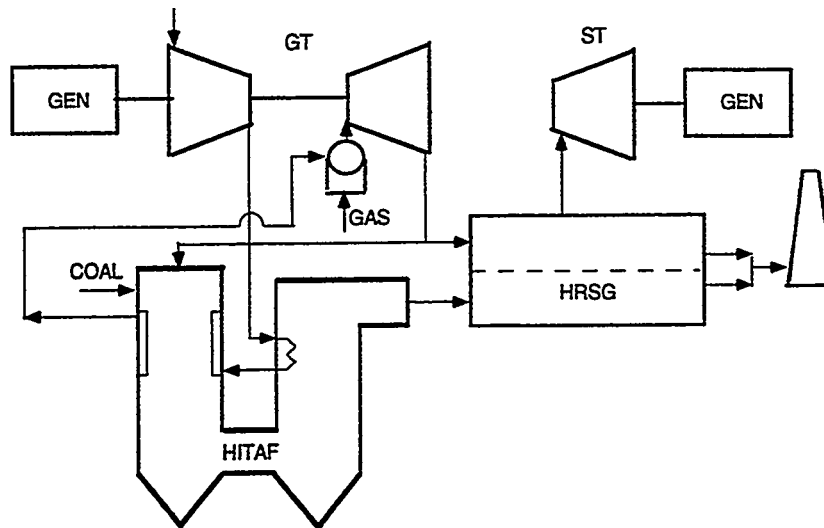 GT
ST
GEN
GEN
GAS
COAL
HRSG
HITAF